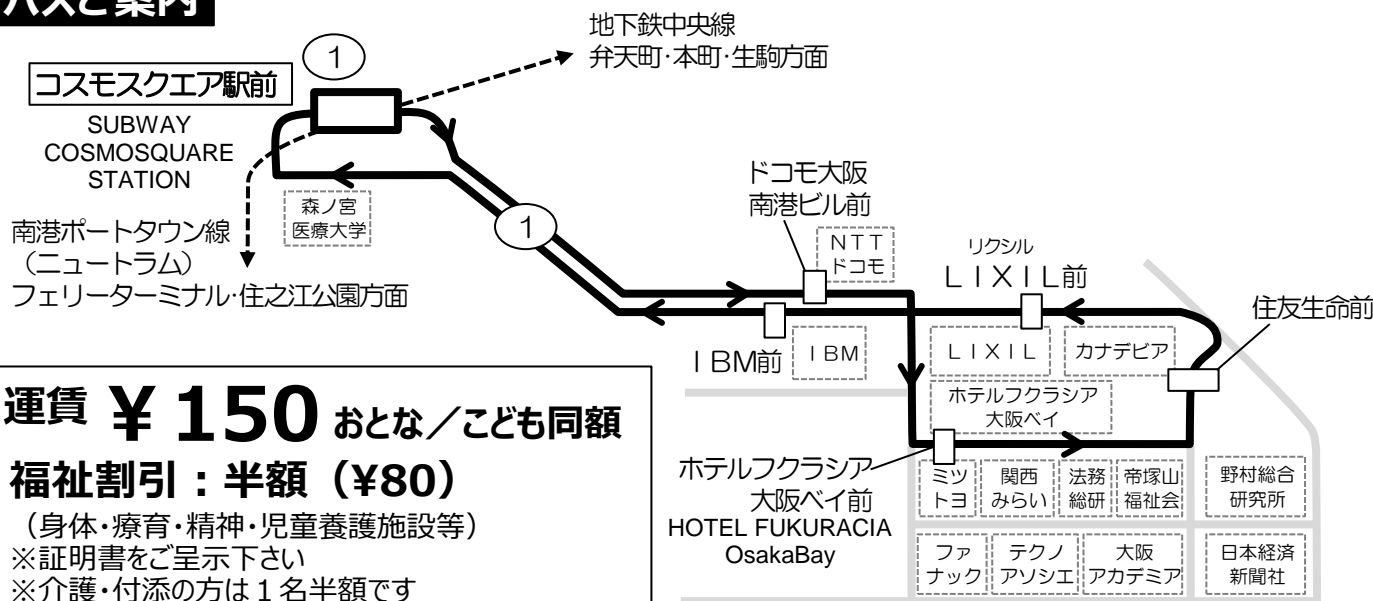 バスご案内
地下鉄中央線
弁天町・本町・生駒方面
①
コスモスクエア駅前
SUBWAY
COSMOSQUARE
STATION
森ノ宮
医療大学
南港ポートタウン線
（ニュートラム）
フェリーターミナル・住之江公園方面
①
ドコモ大阪
南港ビル前
ＮＴＴ
ドコモ
リクシル
ＬＩＸＩＬ前
住友生命前
ＩＢＭ前
ＩＢＭ
ＬＩＸＩＬ
カナデビア
ホテルフクラシア
大阪ベイ
ホテルフクラシア
大阪ベイ前
HOTEL FUKURACIA
OsakaBay
ミツ
トヨ
関西
みらい
法務
総研
帝塚山
福祉会
野村総合
研究所
ファ
ナック
テクノ
アソシエ
大阪
アカデミア
日本経済
新聞社
運賃 ￥150 おとな／こども同額
福祉割引：半額（¥80）
（身体・療育・精神・児童養護施設等）
※証明書をご呈示下さい
※介護・付添の方は１名半額です